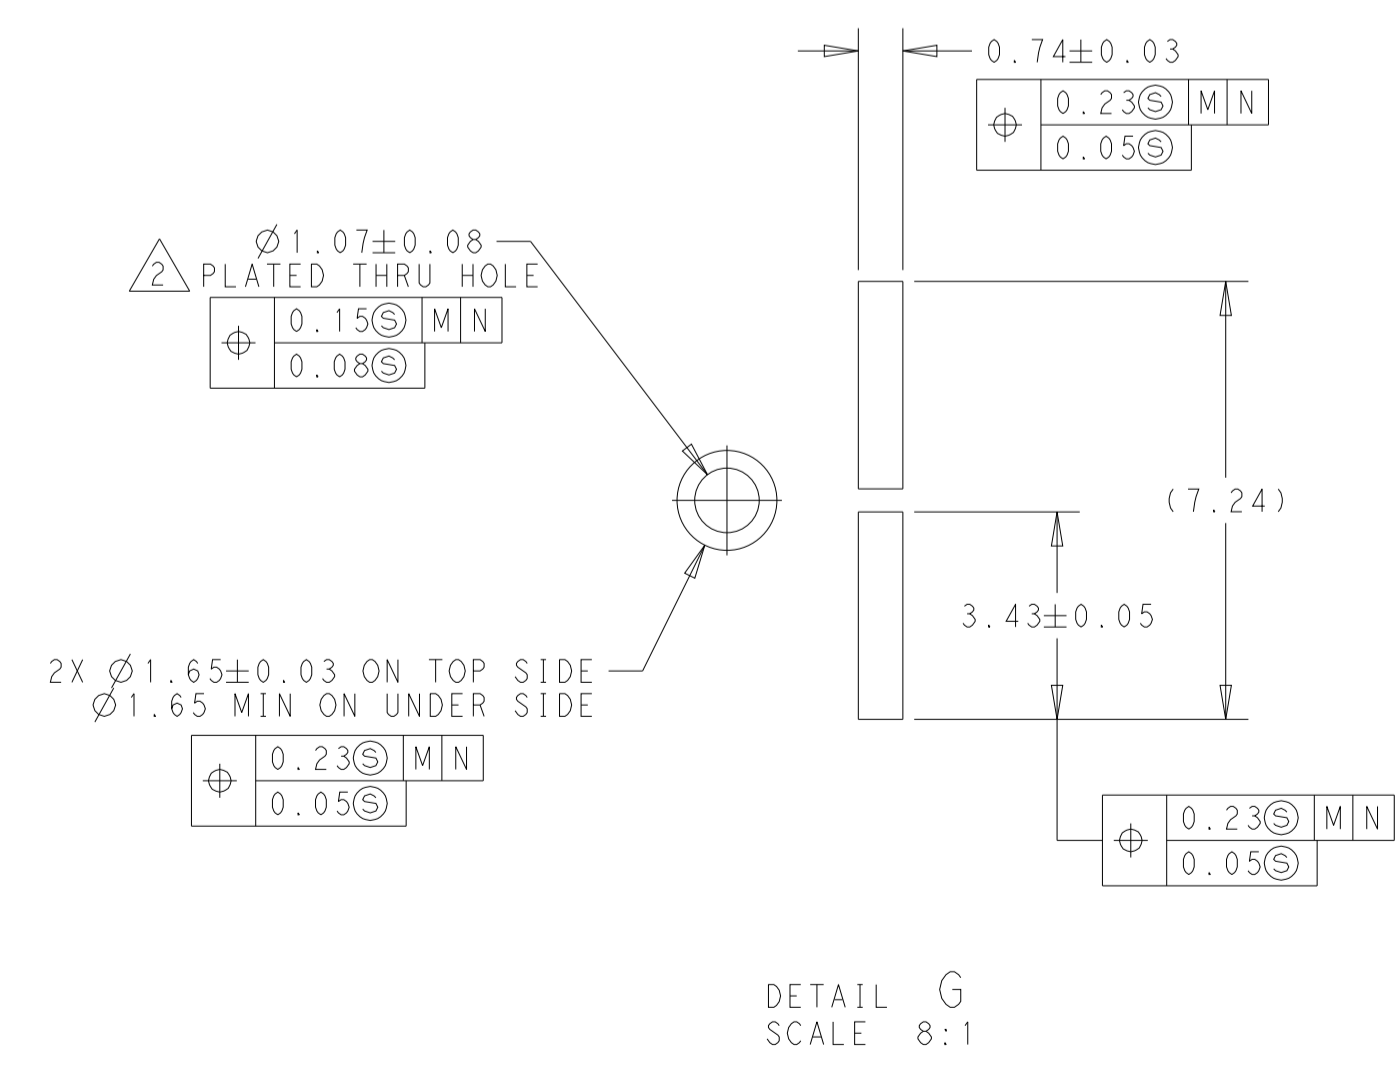 0.74±0.03
⌖ 0.23Ⓢ M N
0.05Ⓢ
Ø1.07±0.08
2 PLATED THRU HOLE
⌖ 0.15Ⓢ M N
0.08Ⓢ
(7.24)
3.43±0.05
2X Ø1.65±0.03 ON TOP SIDE
Ø1.65 MIN ON UNDER SIDE
⌖ 0.23Ⓢ M N
0.05Ⓢ
⌖ 0.23Ⓢ M N
0.05Ⓢ
DETAIL G
SCALE 8:1